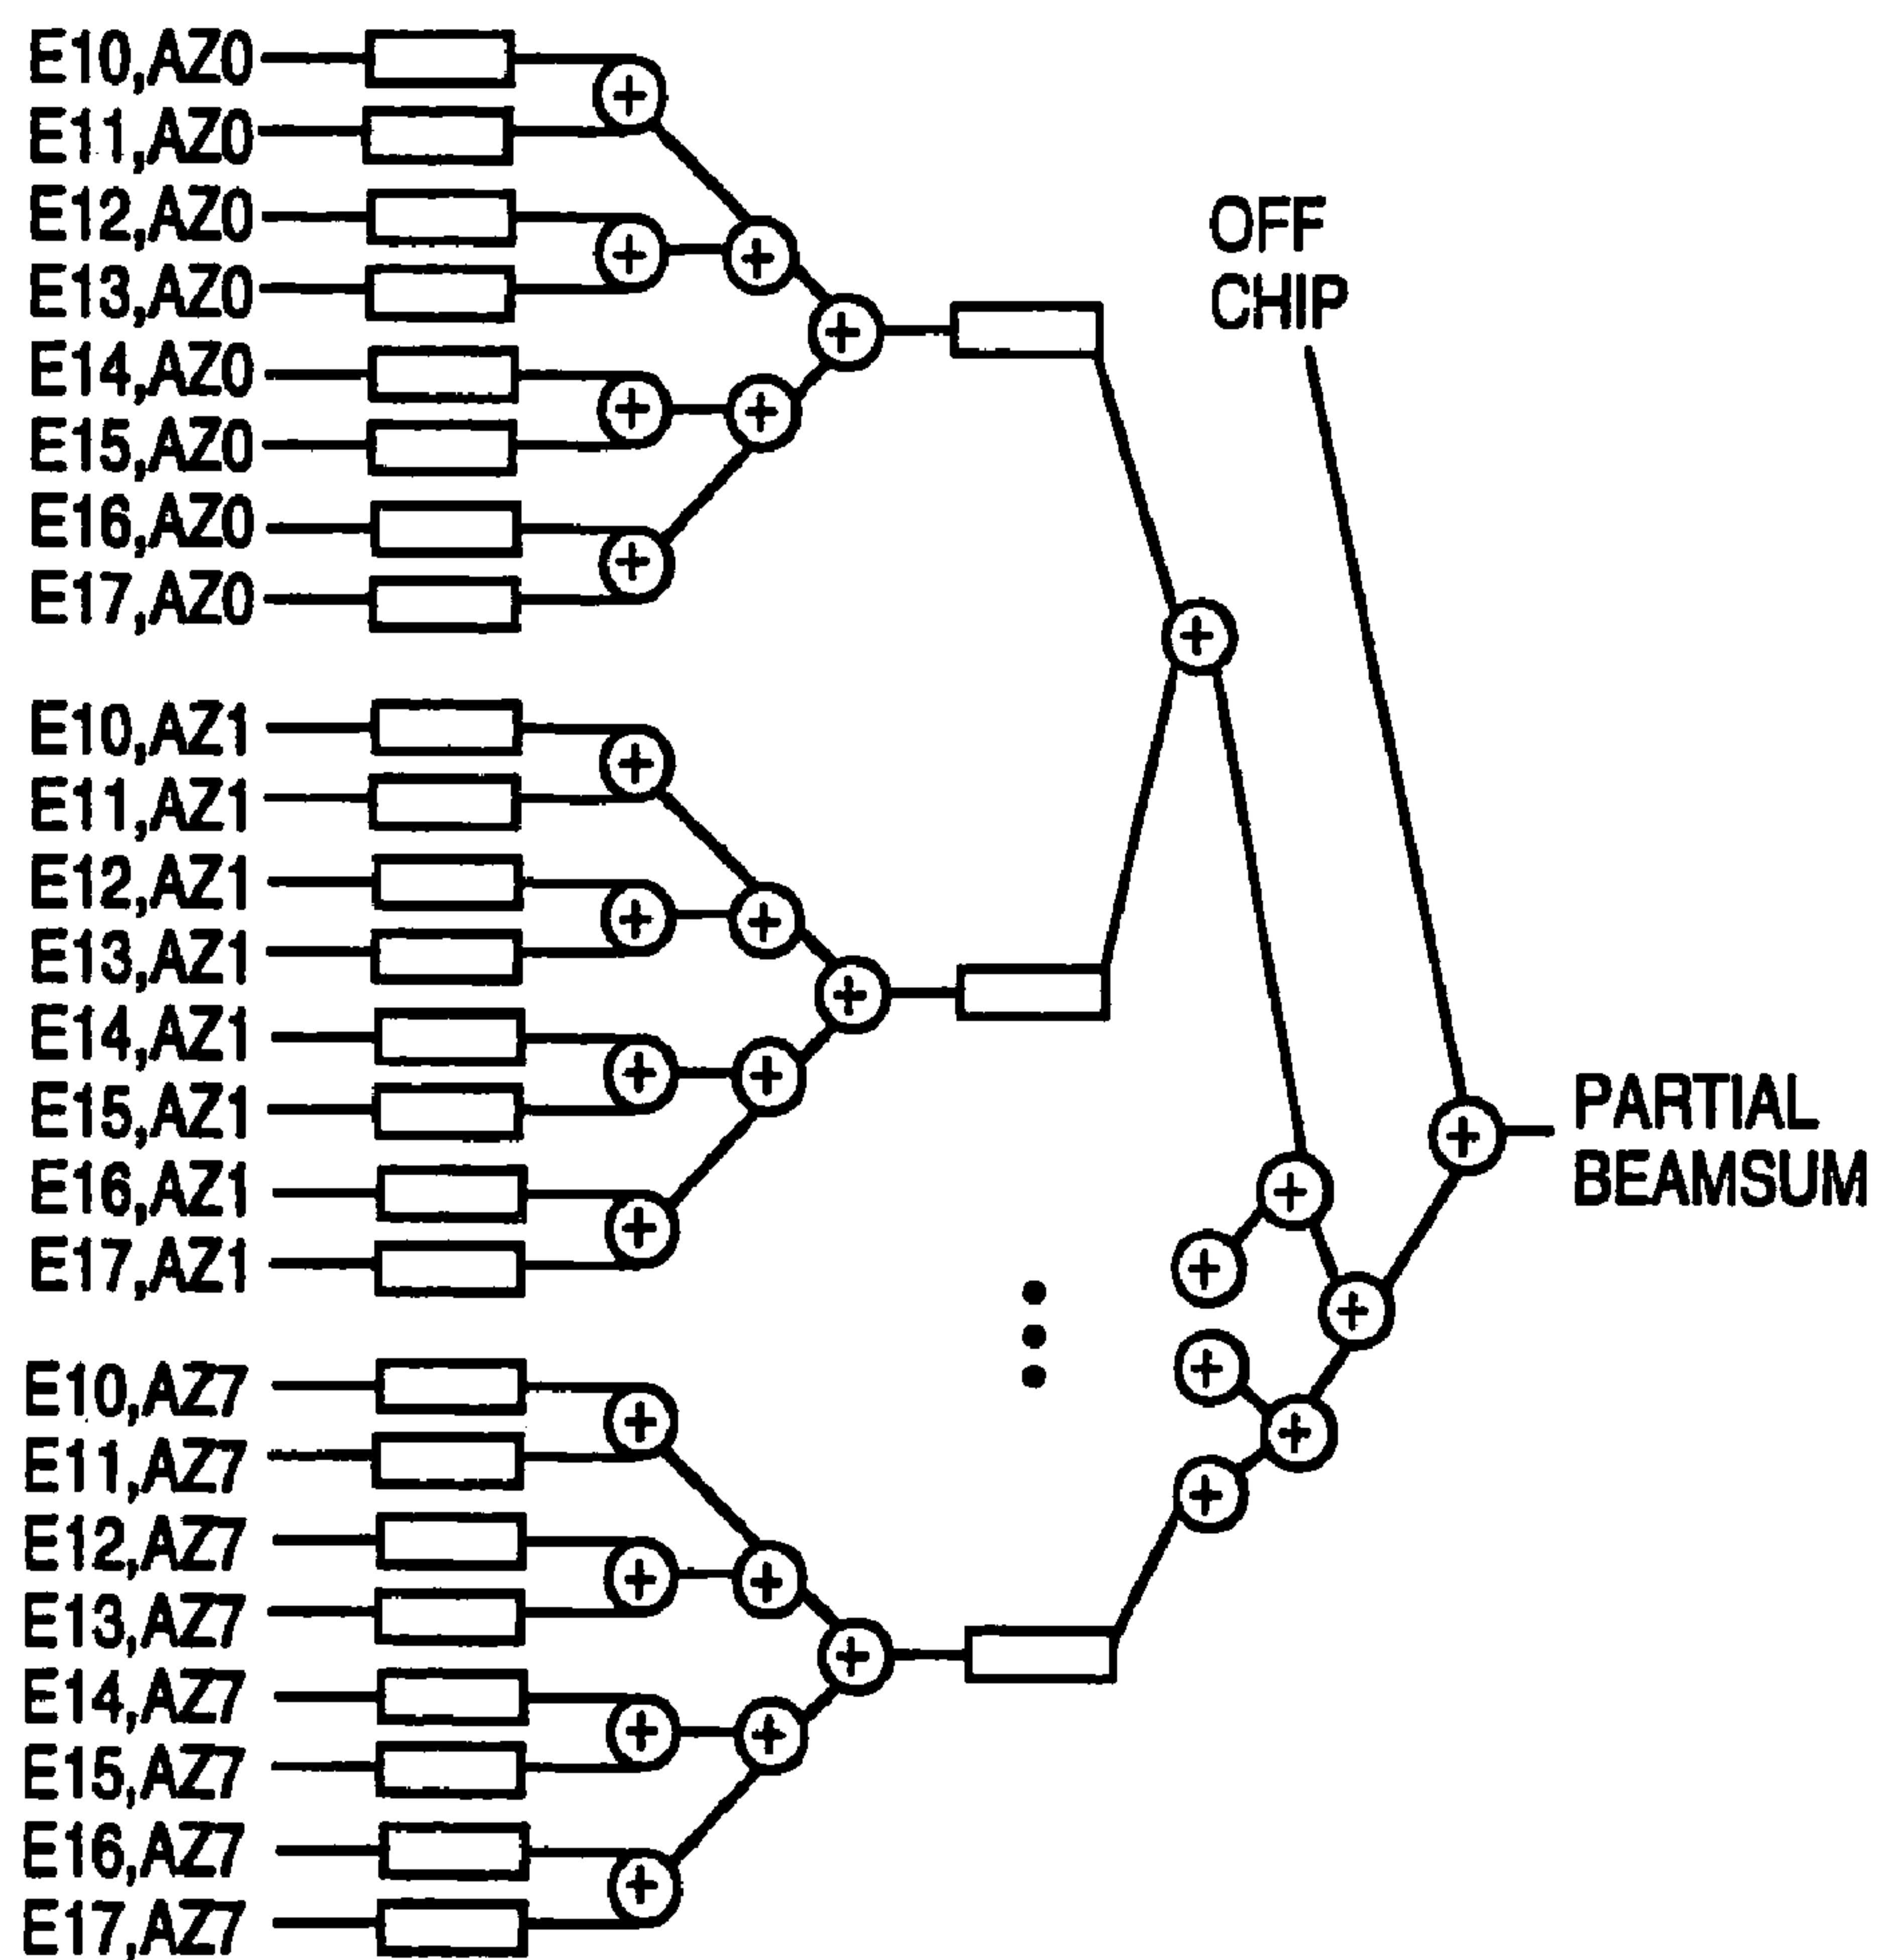 E10,AZ0
E11,AZ0
E12,AZ0
E13,AZ0
E14,AZ0
E15,AZ0
E16,AZ0
E17,AZ0
OFF
CHIP
E10,AZ1
E11,AZ1
E12,AZ1
E13,AZ1
E14,AZ1
E15,AZ1
E16,AZ1
E17,AZ1
PARTIAL
BEAMSUM
E10,AZ7
E11,AZ7
E12,AZ7
E13,AZ7
E14,AZ7
E15,AZ7
E16,AZ7
E17,AZ7